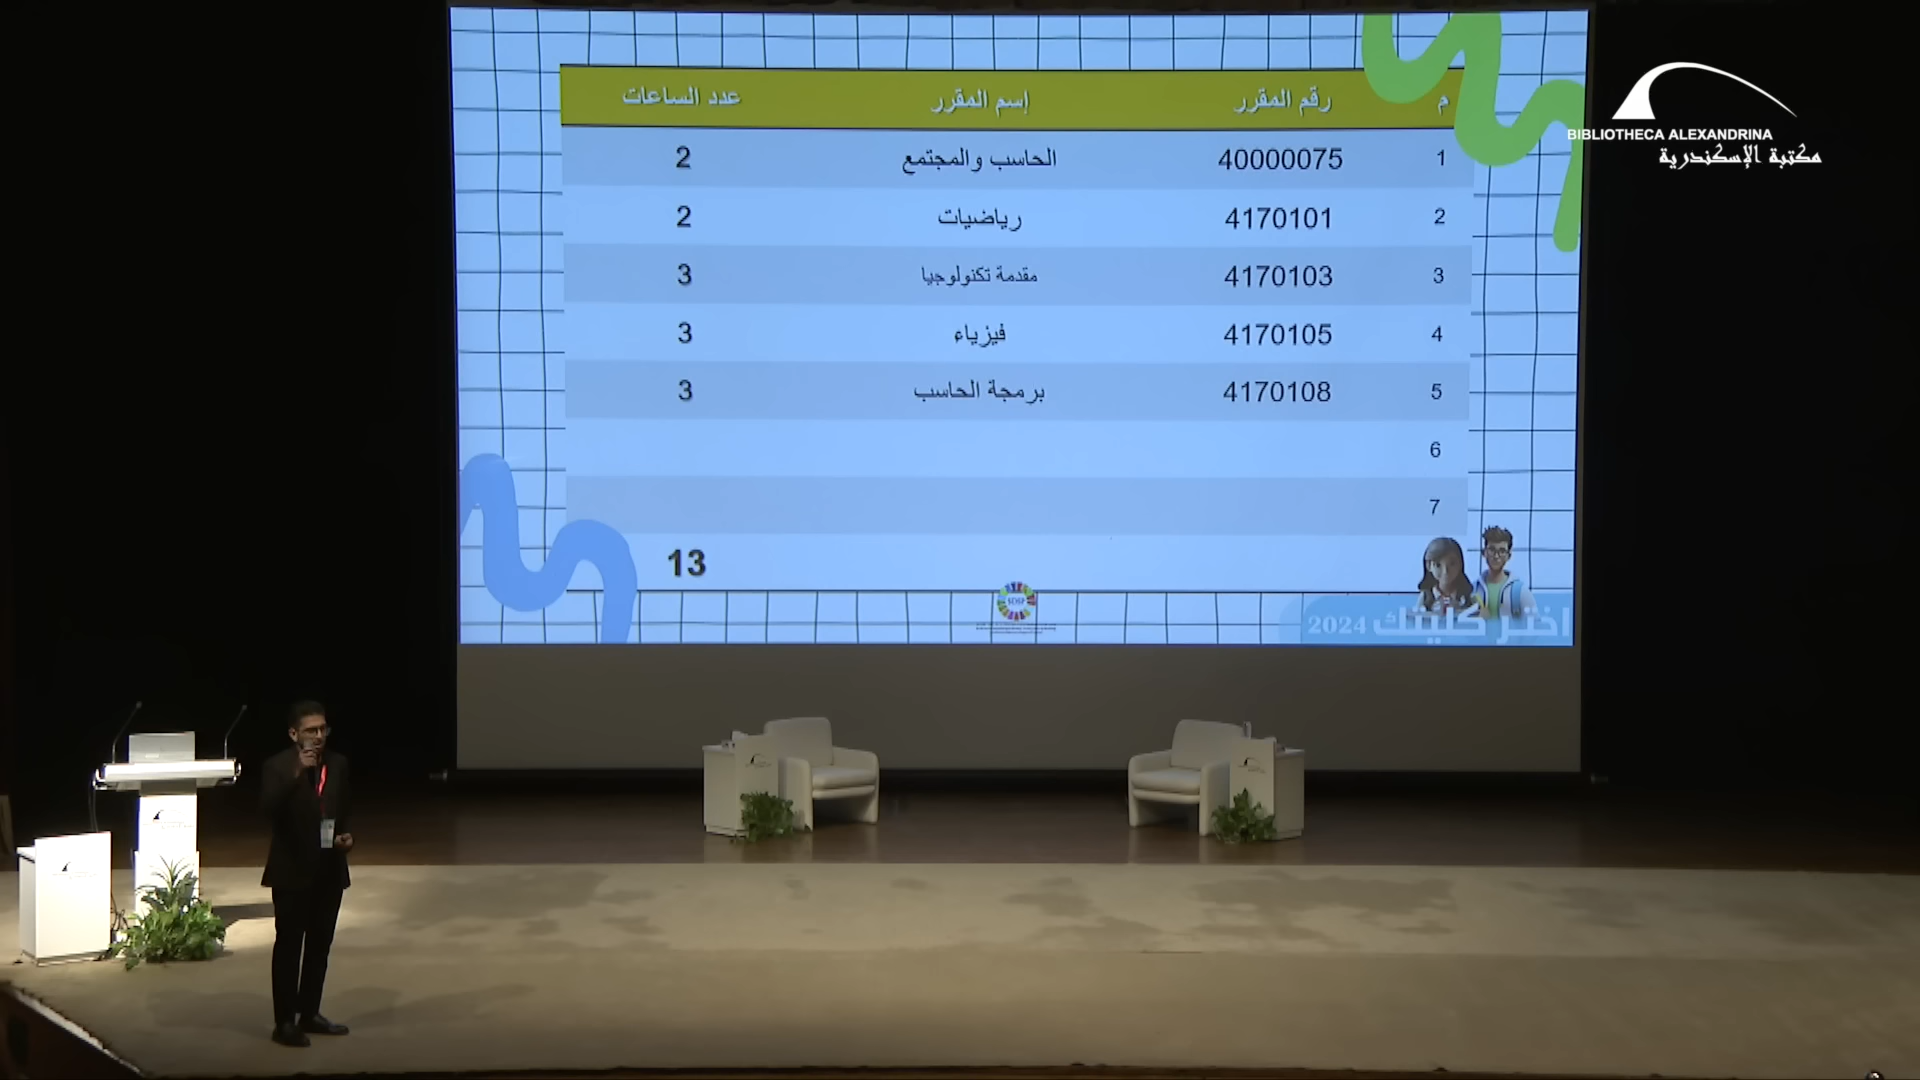 م رقم المقرر إسم المقرر عدد الساعات
1 40000075 الحاسب والمجتمع 2
2 4170101 رياضيات 2
3 4170103 مقدمة تكنولوجيا 3
4 4170105 فيزياء 3
5 4170108 برمجة الحاسب 3
6
7
13
SDSP
اختر كليتك 2024
BIBLIOTHECA ALEXANDRINA
مكتبة الإسكندرية